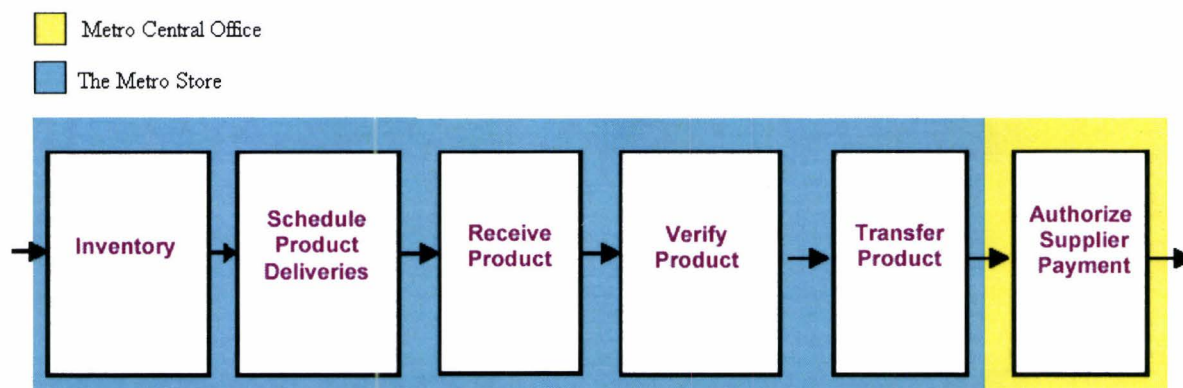 Metro Central Office
The Metro Store
Inventory
Schedule
Product
Deliveries
Receive
Product
Verify
Product
Transfer
Product
Authorize
Supplier
Payment